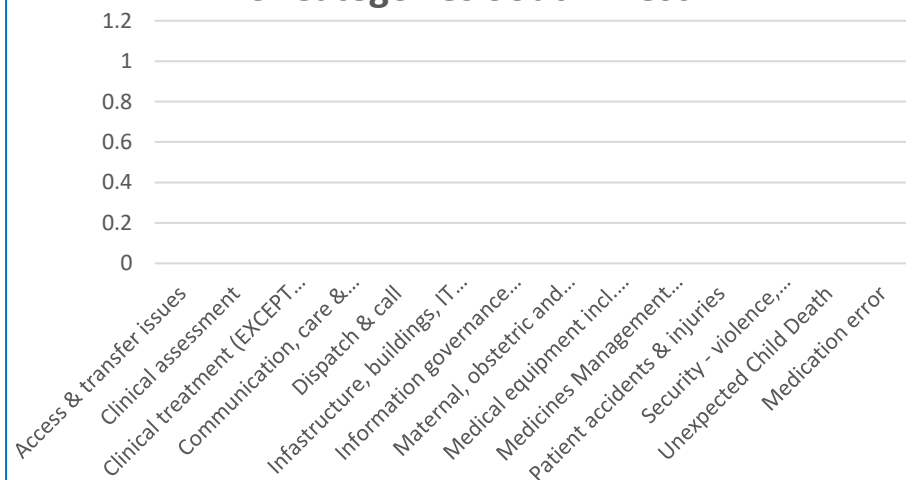 1.2
1
0.8
0.6
0.4
0.2
0
Access & transfer issues
Clinical assessment
Clinical treatment (EXCEPT...
Communication, care &...
Dispatch & call
Infastructure, buildings, IT...
Information governance...
Maternal, obstetric and...
Medical equipment incl....
Medicines Management...
Patient accidents & injuries
Security - violence,...
Unexpected Child Death
Medication error